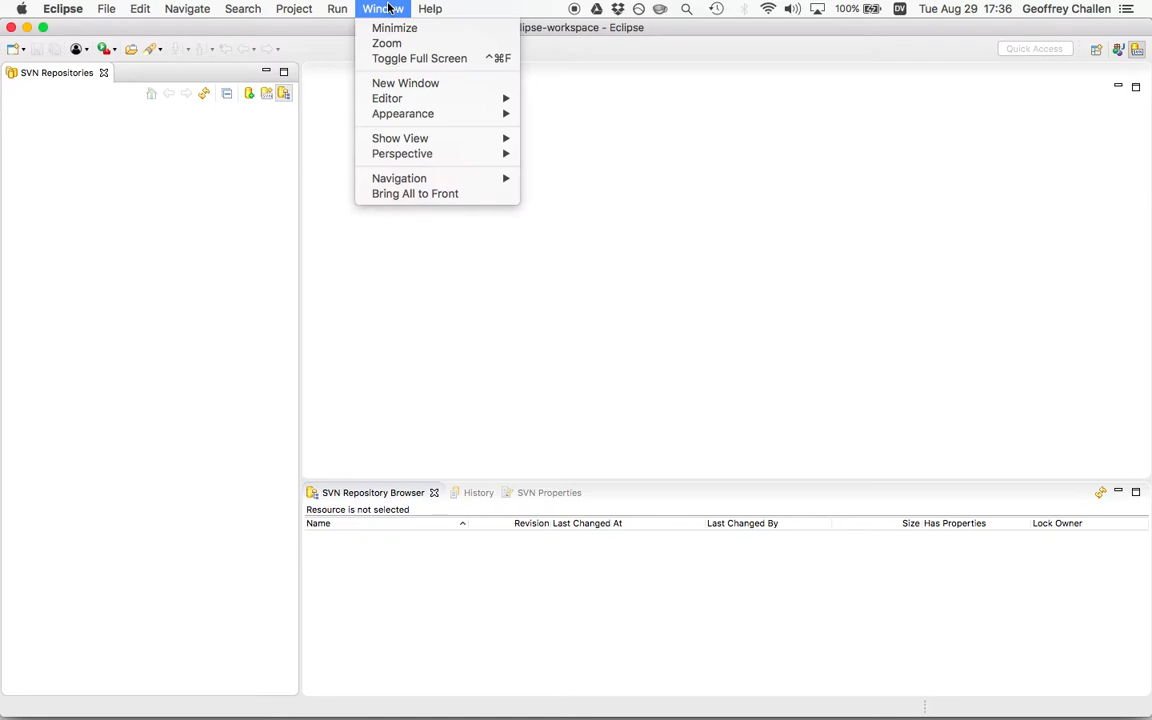 Eclipse File Edit Navigate Search Project Run Window Help 100% DV Tue Aug 29 17:36 Geoffrey Challen
lipse-workspace - Eclipse
Minimize
Zoom
Toggle Full Screen ^⌘F
New Window
Editor
Appearance
Show View
Perspective
Navigation
Bring All to Front
Quick Access
SVN Repositories
SVN Repository Browser History SVN Properties
Resource is not selected
Name Revision Last Changed At Last Changed By Size Has Properties Lock Owner